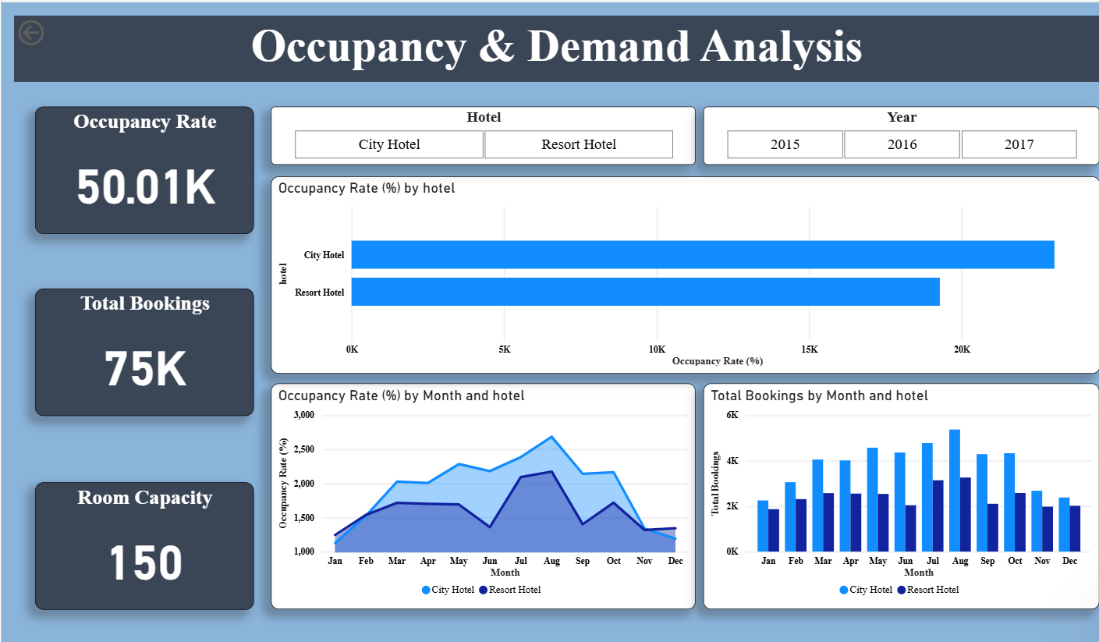 Occupancy & Demand Analysis
Occupancy Rate
50.01K
Total Bookings
75K
Room Capacity
150
Hotel
City Hotel Resort Hotel
Year
2015 2016 2017
Occupancy Rate (%) by hotel
hotel
City Hotel
Resort Hotel
0K 5K 10K 15K 20K
Occupancy Rate (%)
Occupancy Rate (%) by Month and hotel
Occupancy Rate (%)
3,000
2,500
2,000
1,500
1,000
Jan Feb Mar Apr May Jun Jul Aug Sep Oct Nov Dec
Month
City Hotel Resort Hotel
Total Bookings by Month and hotel
Total Bookings
6K
4K
2K
0K
Jan Feb Mar Apr May Jun Jul Aug Sep Oct Nov Dec
Month
City Hotel Resort Hotel